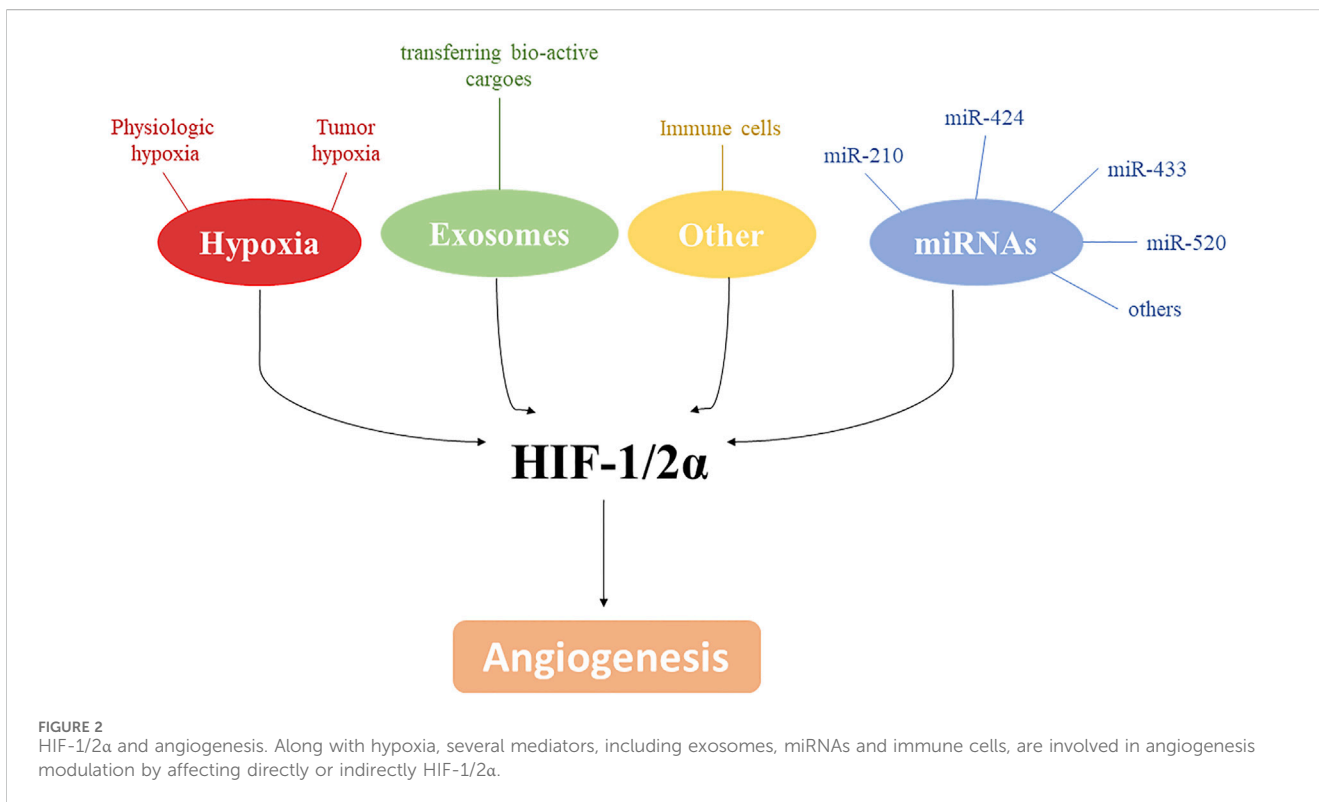 transferring bio-active
cargoes
Physiologic
hypoxia
Tumor
hypoxia
Immune cells
miR-210
miR-424
miR-433
miR-520
others
Hypoxia
Exosomes
Other
miRNAs
HIF-1/2α
Angiogenesis
FIGURE 2
HIF-1/2α and angiogenesis. Along with hypoxia, several mediators, including exosomes, miRNAs and immune cells, are involved in angiogenesis
modulation by affecting directly or indirectly HIF-1/2α.